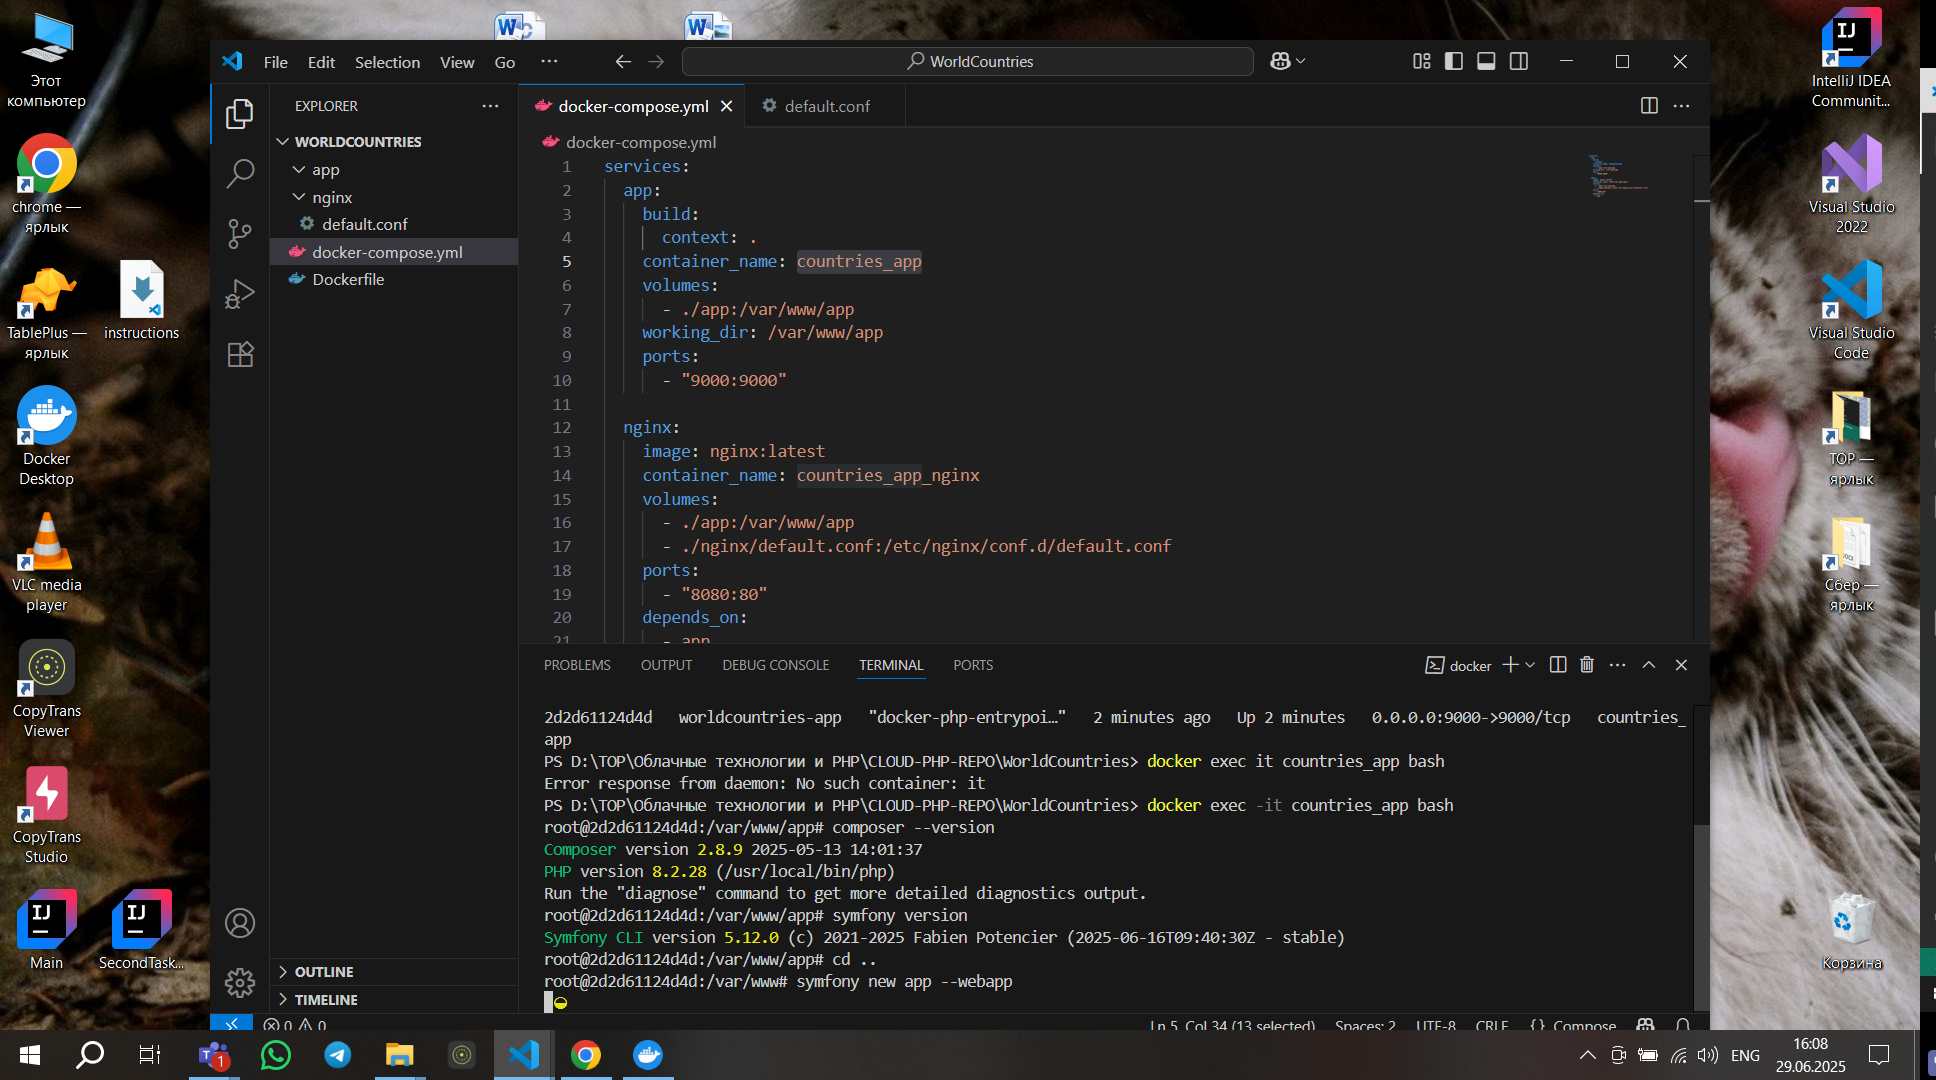 Этот
компьютер
chrome —
ярлык
TablePlus —
ярлык
instructions
Docker
Desktop
VLC media
player
CopyTrans
Viewer
CopyTrans
Studio
Main
SecondTask...
File Edit Selection View Go ···
WorldCountries
EXPLORER
WORLDCOUNTRIES
app
nginx
default.conf
docker-compose.yml
Dockerfile
OUTLINE
TIMELINE
docker-compose.yml
default.conf
docker-compose.yml
1 services:
2 app:
3 build:
4 context: .
5 container_name: countries_app
6 volumes:
7 - ./app:/var/www/app
8 working_dir: /var/www/app
9 ports:
10 - "9000:9000"
11
12 nginx:
13 image: nginx:latest
14 container_name: countries_app_nginx
15 volumes:
16 - ./app:/var/www/app
17 - ./nginx/default.conf:/etc/nginx/conf.d/default.conf
18 ports:
19 - "8080:80"
20 depends_on:
21 - app
PROBLEMS OUTPUT DEBUG CONSOLE TERMINAL PORTS
docker
2d2d61124d4d worldcountries-app "docker-php-entrypoi…" 2 minutes ago Up 2 minutes 0.0.0.0:9000->9000/tcp countries_
app
PS D:\TOP\Облачные технологии и PHP\CLOUD-PHP-REPO\WorldCountries> docker exec it countries_app bash
Error response from daemon: No such container: it
PS D:\TOP\Облачные технологии и PHP\CLOUD-PHP-REPO\WorldCountries> docker exec -it countries_app bash
root@2d2d61124d4d:/var/www/app# composer --version
Composer version 2.8.9 2025-05-13 14:01:37
PHP version 8.2.28 (/usr/local/bin/php)
Run the "diagnose" command to get more detailed diagnostics output.
root@2d2d61124d4d:/var/www/app# symfony version
Symfony CLI version 5.12.0 (c) 2021-2025 Fabien Potencier (2025-06-16T09:40:30Z - stable)
root@2d2d61124d4d:/var/www/app# cd ..
root@2d2d61124d4d:/var/www# symfony new app --webapp
0 0
Ln 5, Col 34 (13 selected) Spaces: 2 UTF-8 CRLF {} Compose
IntelliJ IDEA
Communit...
Visual Studio
2022
Visual Studio
Code
TOP —
ярлык
Сбер —
ярлык
Корзина
1
ENG
16:08
29.06.2025